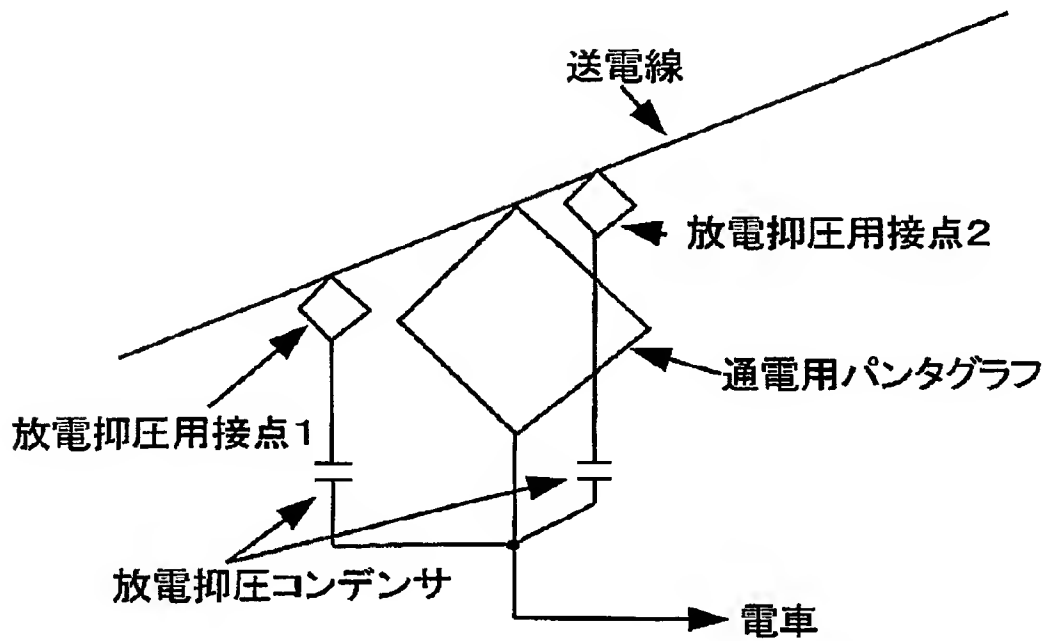 送電線
放電抑圧用接点2
通電用パンタグラフ
放電抑圧用接点1
放電抑圧コンデンサ
電車